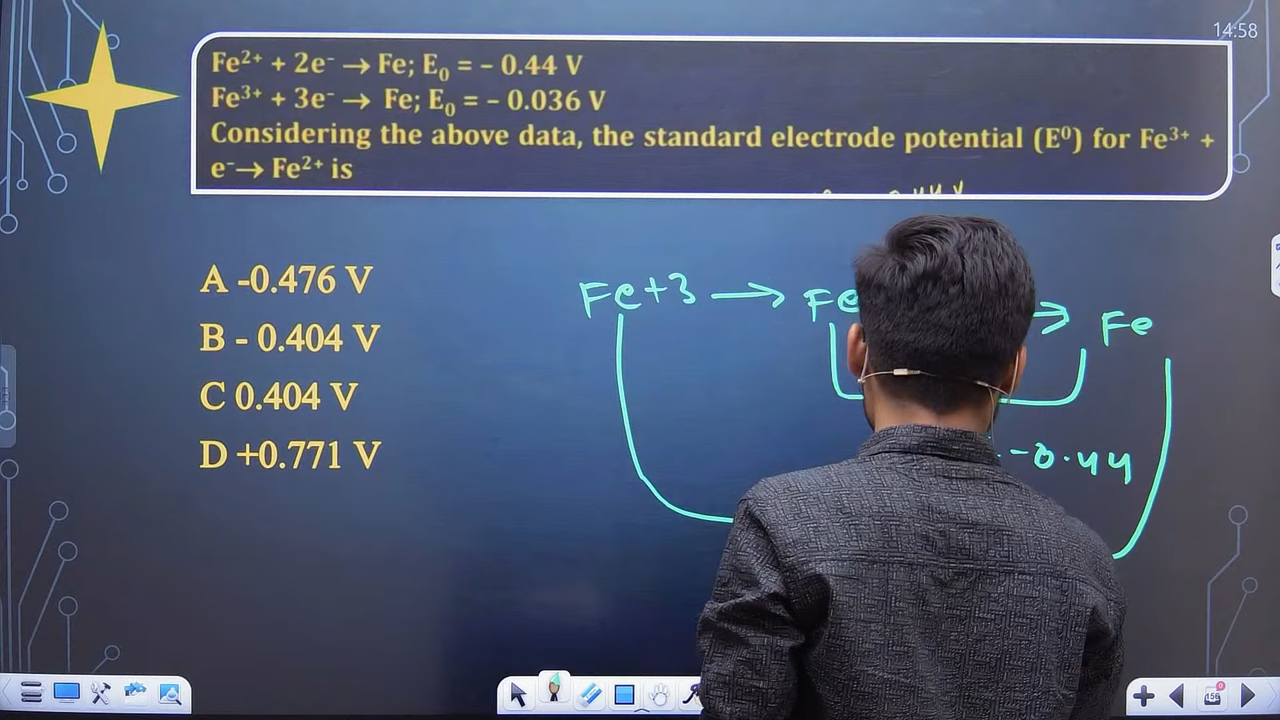 14:58
Fe²⁺ + 2e⁻ → Fe; E₀ = – 0.44 V
Fe³⁺ + 3e⁻ → Fe; E₀ = – 0.036 V
Considering the above data, the standard electrode potential (E⁰) for Fe³⁺ +
e⁻→ Fe²⁺ is
A -0.476 V
B - 0.404 V
C 0.404 V
D +0.771 V
Fe+3 → Fe → Fe
-0.44